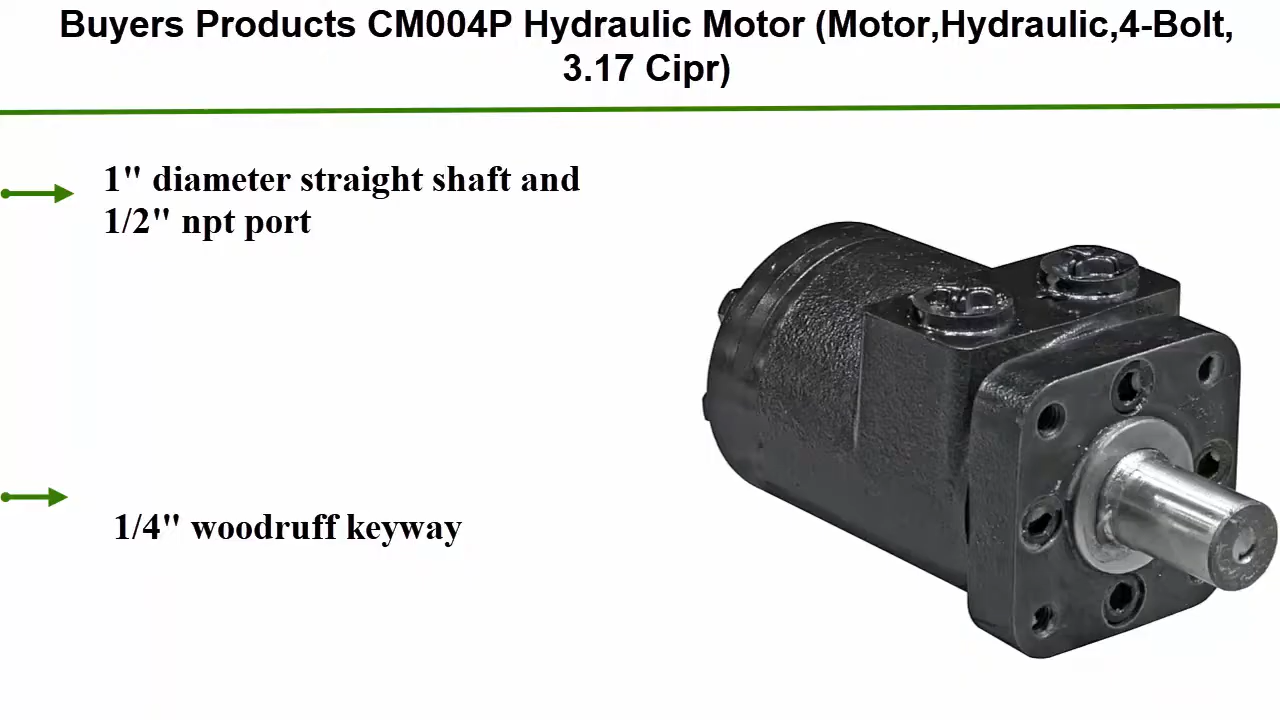 Buyers Products CM004P Hydraulic Motor (Motor,Hydraulic,4-Bolt,
3.17 Cipr)
1" diameter straight shaft and
1/2" npt port
1/4" woodruff keyway